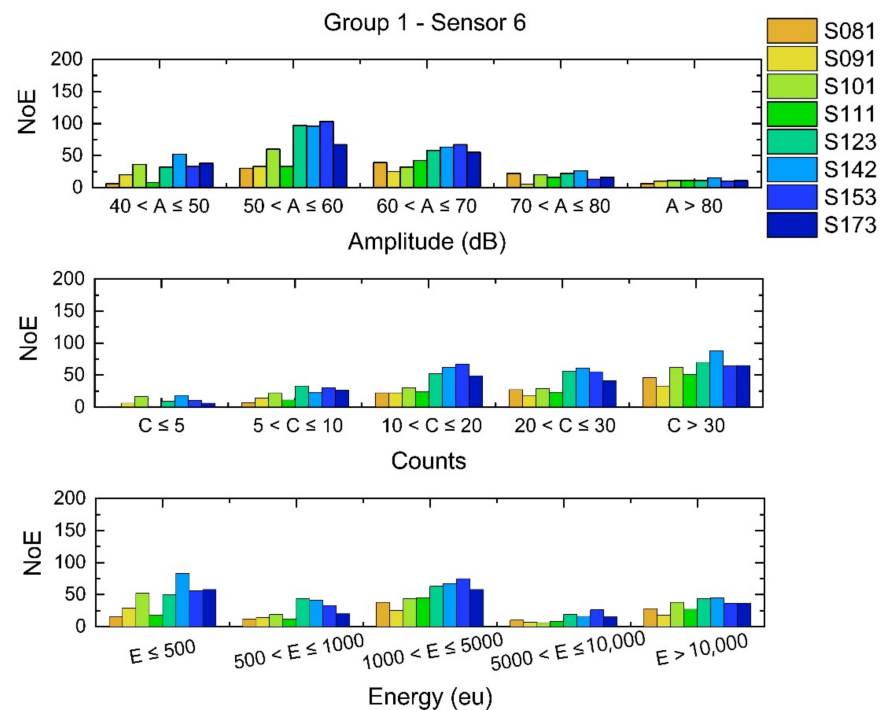 Group 1 - Sensor 6
S081
S091
S101
S111
S123
S142
S153
S173
200
150
100
50
0
NoE
40 < A ≤ 50
50 < A ≤ 60
60 < A ≤ 70
70 < A ≤ 80
A > 80
Amplitude (dB)
200
150
100
50
0
NoE
C ≤ 5
5 < C ≤ 10
10 < C ≤ 20
20 < C ≤ 30
C > 30
Counts
200
150
100
50
0
NoE
E ≤ 500
500 < E ≤ 1000
1000 < E ≤ 5000
5000 < E ≤10,000
E > 10,000
Energy (eu)